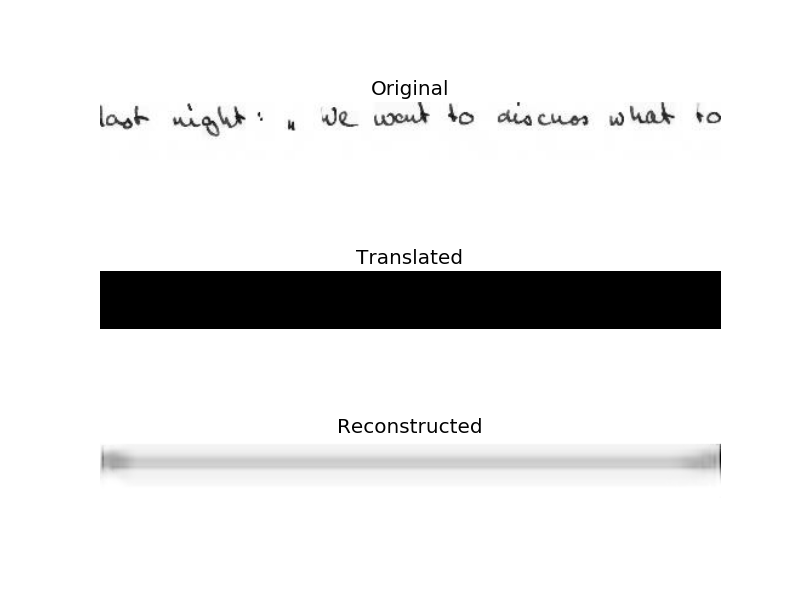 Original
last night : „ We want to discuss what to
Translated
Reconstructed